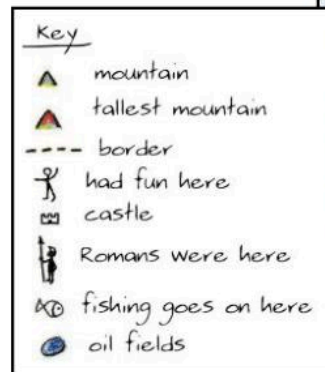 Key
mountain
tallest mountain
border
had fun here
castle
Romans were here
fishing goes on here
oil fields